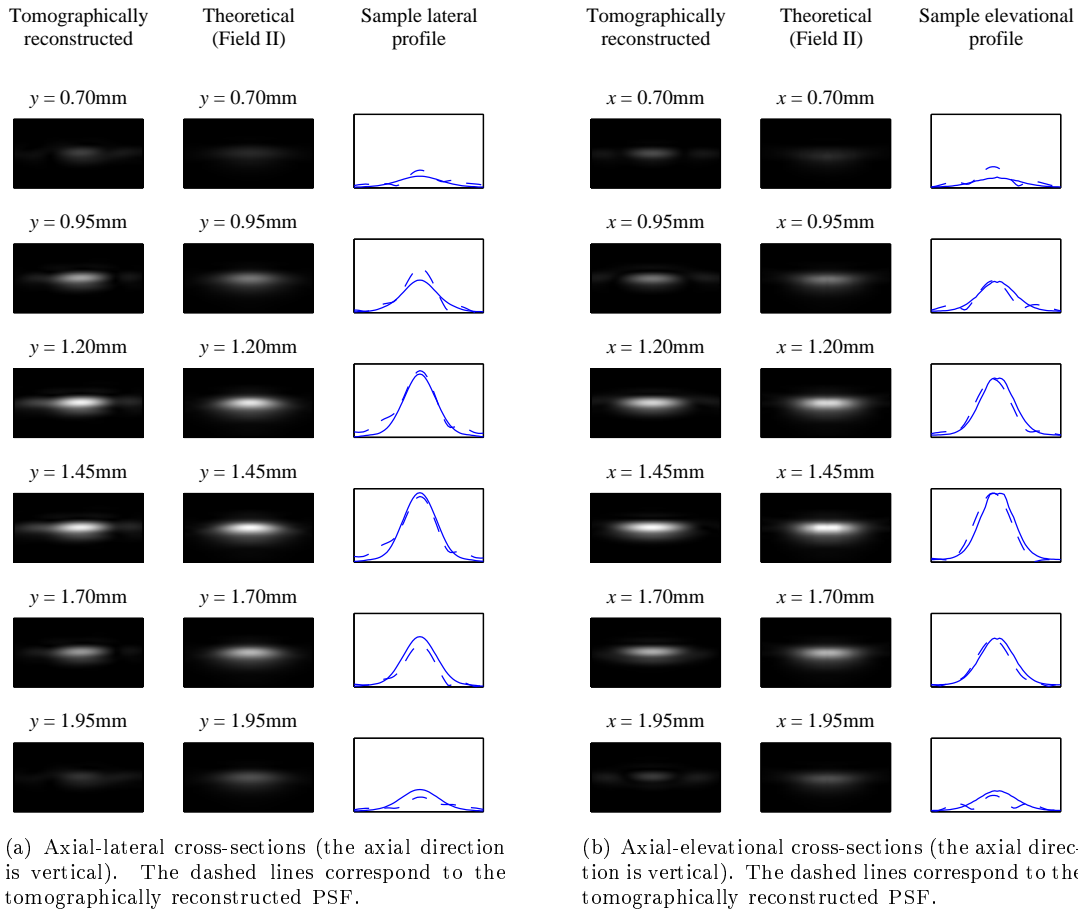 Tomographically reconstructed
Theoretical (Field II)
Sample lateral profile
y = 0.70mm
y = 0.70mm
y = 0.95mm
y = 0.95mm
y = 1.20mm
y = 1.20mm
y = 1.45mm
y = 1.45mm
y = 1.70mm
y = 1.70mm
y = 1.95mm
y = 1.95mm
(a) Axial-lateral cross-sections (the axial direction
is vertical). The dashed lines correspond to the
tomographically reconstructed PSF.
Tomographically reconstructed
Theoretical (Field II)
Sample elevational profile
x = 0.70mm
x = 0.70mm
x = 0.95mm
x = 0.95mm
x = 1.20mm
x = 1.20mm
x = 1.45mm
x = 1.45mm
x = 1.70mm
x = 1.70mm
x = 1.95mm
x = 1.95mm
(b) Axial-elevational cross-sections (the axial direc-
tion is vertical). The dashed lines correspond to the
tomographically reconstructed PSF.